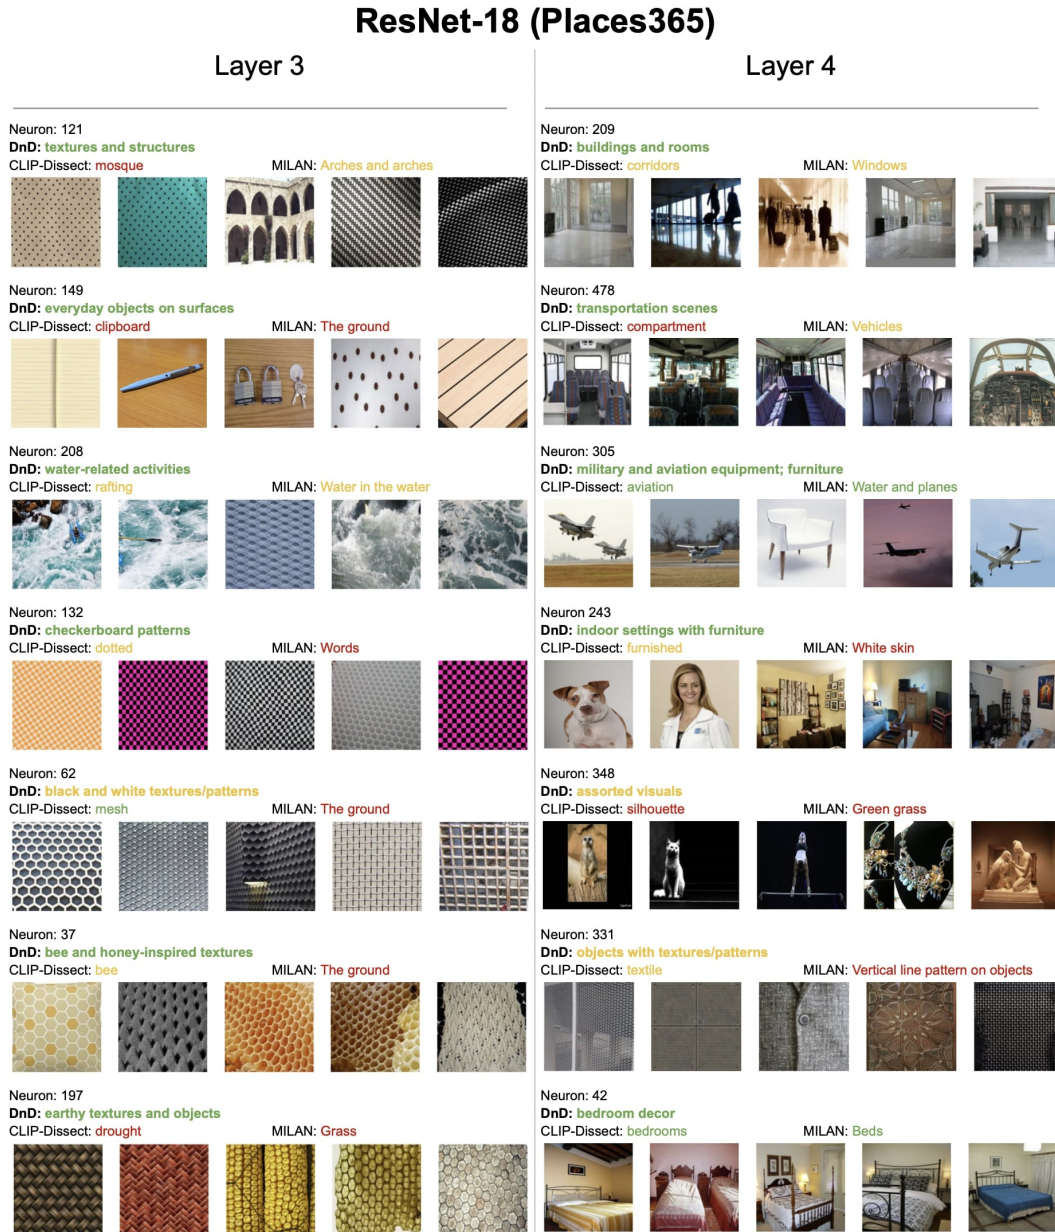 ResNet-18 (Places365)
Layer 3
Neuron: 121
DnD: textures and structures
CLIP-Dissect: mosque MILAN: Arches and arches
Neuron: 149
DnD: everyday objects on surfaces
CLIP-Dissect: clipboard MILAN: The ground
Neuron: 208
DnD: water-related activities
CLIP-Dissect: rafting MILAN: Water in the water
Neuron: 132
DnD: checkerboard patterns
CLIP-Dissect: dotted MILAN: Words
Neuron: 62
DnD: black and white textures/patterns
CLIP-Dissect: mesh MILAN: The ground
Neuron: 37
DnD: bee and honey-inspired textures
CLIP-Dissect: bee MILAN: The ground
Neuron: 197
DnD: earthy textures and objects
CLIP-Dissect: drought MILAN: Grass
Layer 4
Neuron: 209
DnD: buildings and rooms
CLIP-Dissect: corridors MILAN: Windows
Neuron: 478
DnD: transportation scenes
CLIP-Dissect: compartment MILAN: Vehicles
Neuron: 305
DnD: military and aviation equipment; furniture
CLIP-Dissect: aviation MILAN: Water and planes
Neuron 243
DnD: indoor settings with furniture
CLIP-Dissect: furnished MILAN: White skin
Neuron: 348
DnD: assorted visuals
CLIP-Dissect: silhouette MILAN: Green grass
Neuron: 331
DnD: objects with textures/patterns
CLIP-Dissect: textile MILAN: Vertical line pattern on objects
Neuron: 42
DnD: bedroom decor
CLIP-Dissect: bedrooms MILAN: Beds